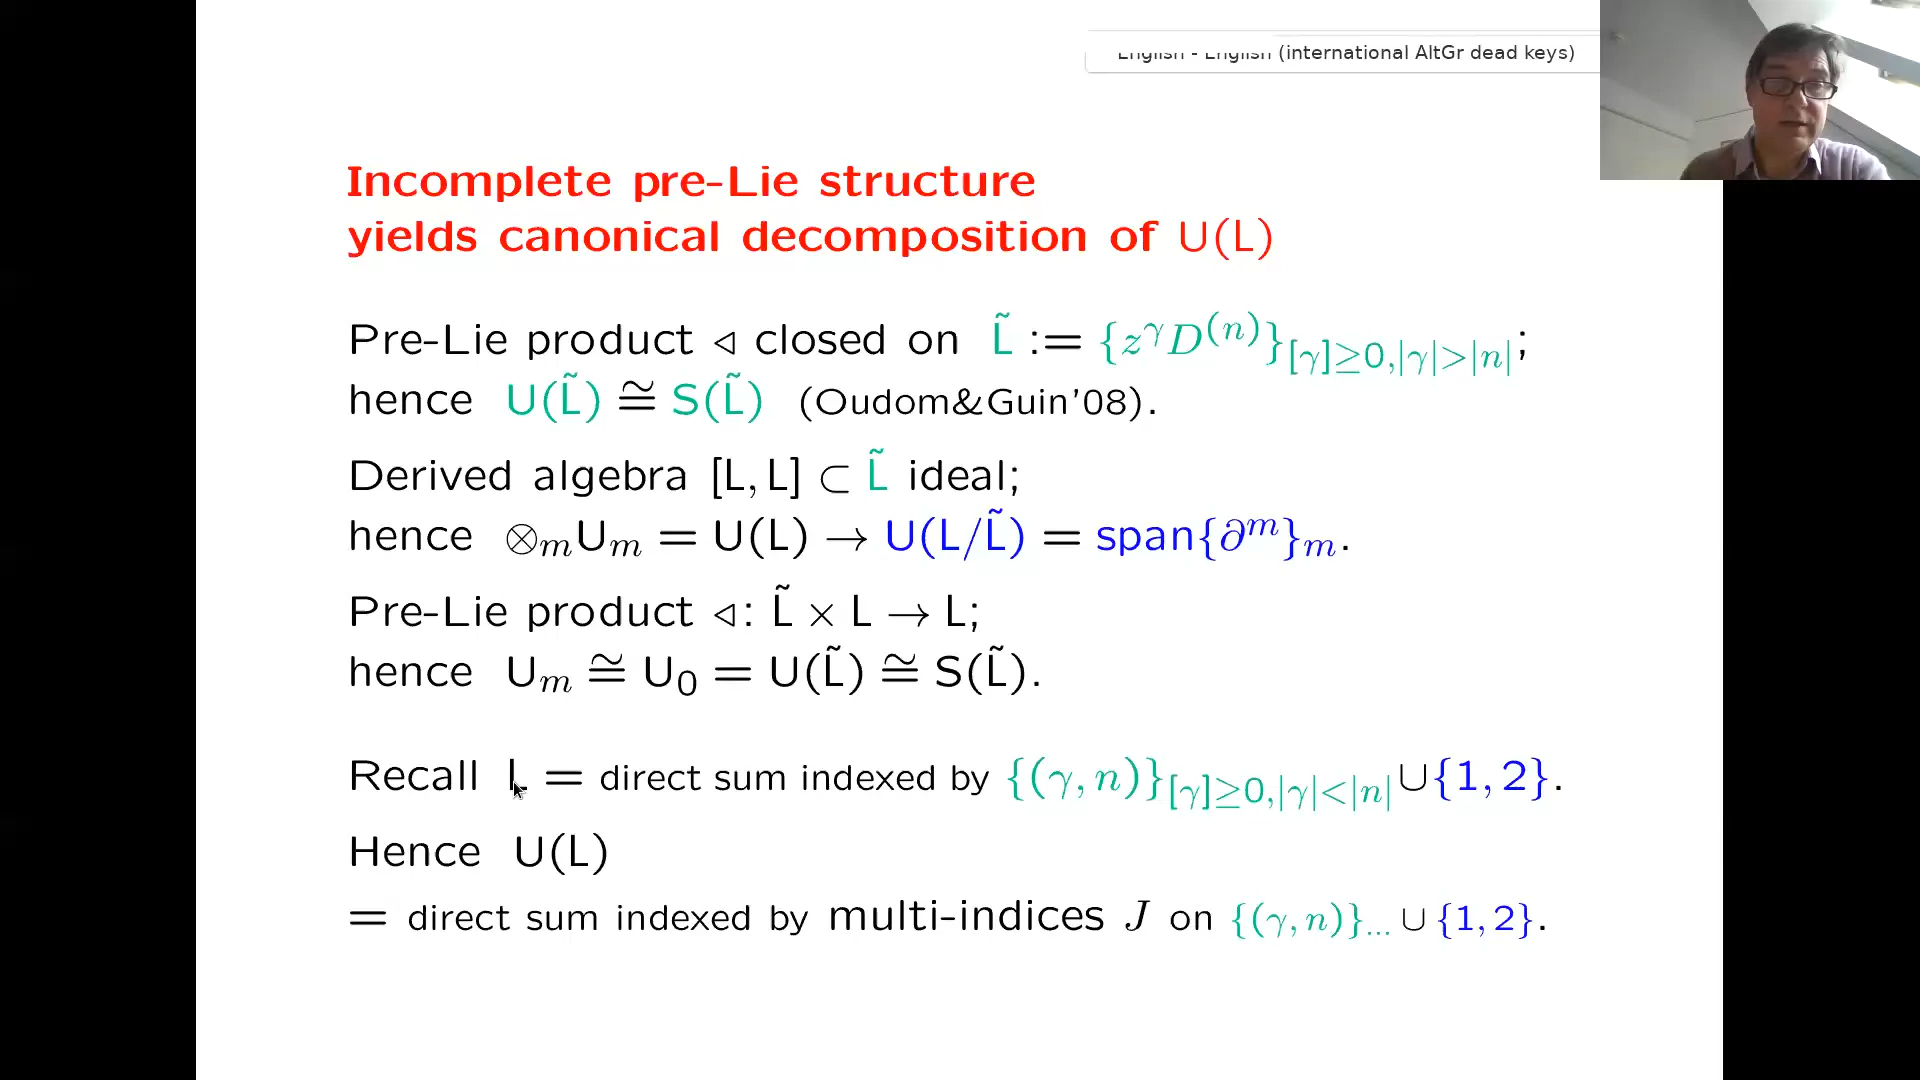 English - English (international AltGr dead keys)
Incomplete pre-Lie structure
yields canonical decomposition of U(L)
Pre-Lie product ◃ closed on L̃ := {z^γ D^(n)}_{[γ]≥0,|γ|>|n|};
hence U(L̃) ≅ S(L̃) (Oudom&Guin'08).
Derived algebra [L, L] ⊂ L̃ ideal;
hence ⊗_m U_m = U(L) → U(L/L̃) = span{∂^m}_m.
Pre-Lie product ◃: L̃ × L → L;
hence U_m ≅ U_0 = U(L̃) ≅ S(L̃).
Recall L = direct sum indexed by {(γ, n)}_{[γ]≥0,|γ|<|n|} ∪ {1, 2}.
Hence U(L)
= direct sum indexed by multi-indices J on {(γ, n)}_... ∪ {1, 2}.